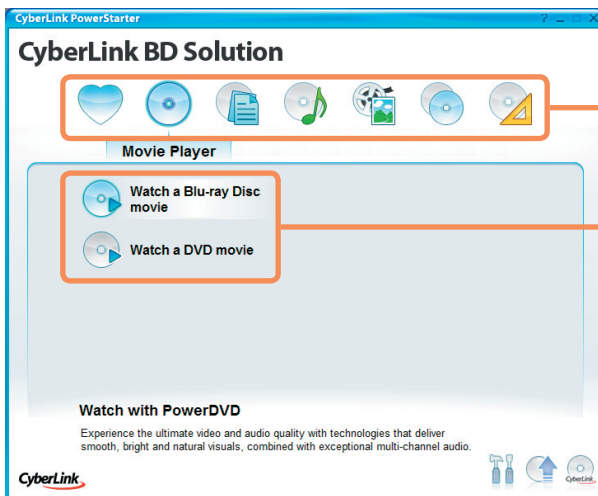 CyberLink PowerStarter
CyberLink BD Solution
Movie Player
Watch a Blu-ray Disc
movie
Watch a DVD movie
Watch with PowerDVD
Experience the ultimate video and audio quality with technologies that deliver
smooth, bright and natural visuals, combined with exceptional multi-channel audio.
CyberLink
CyberLink